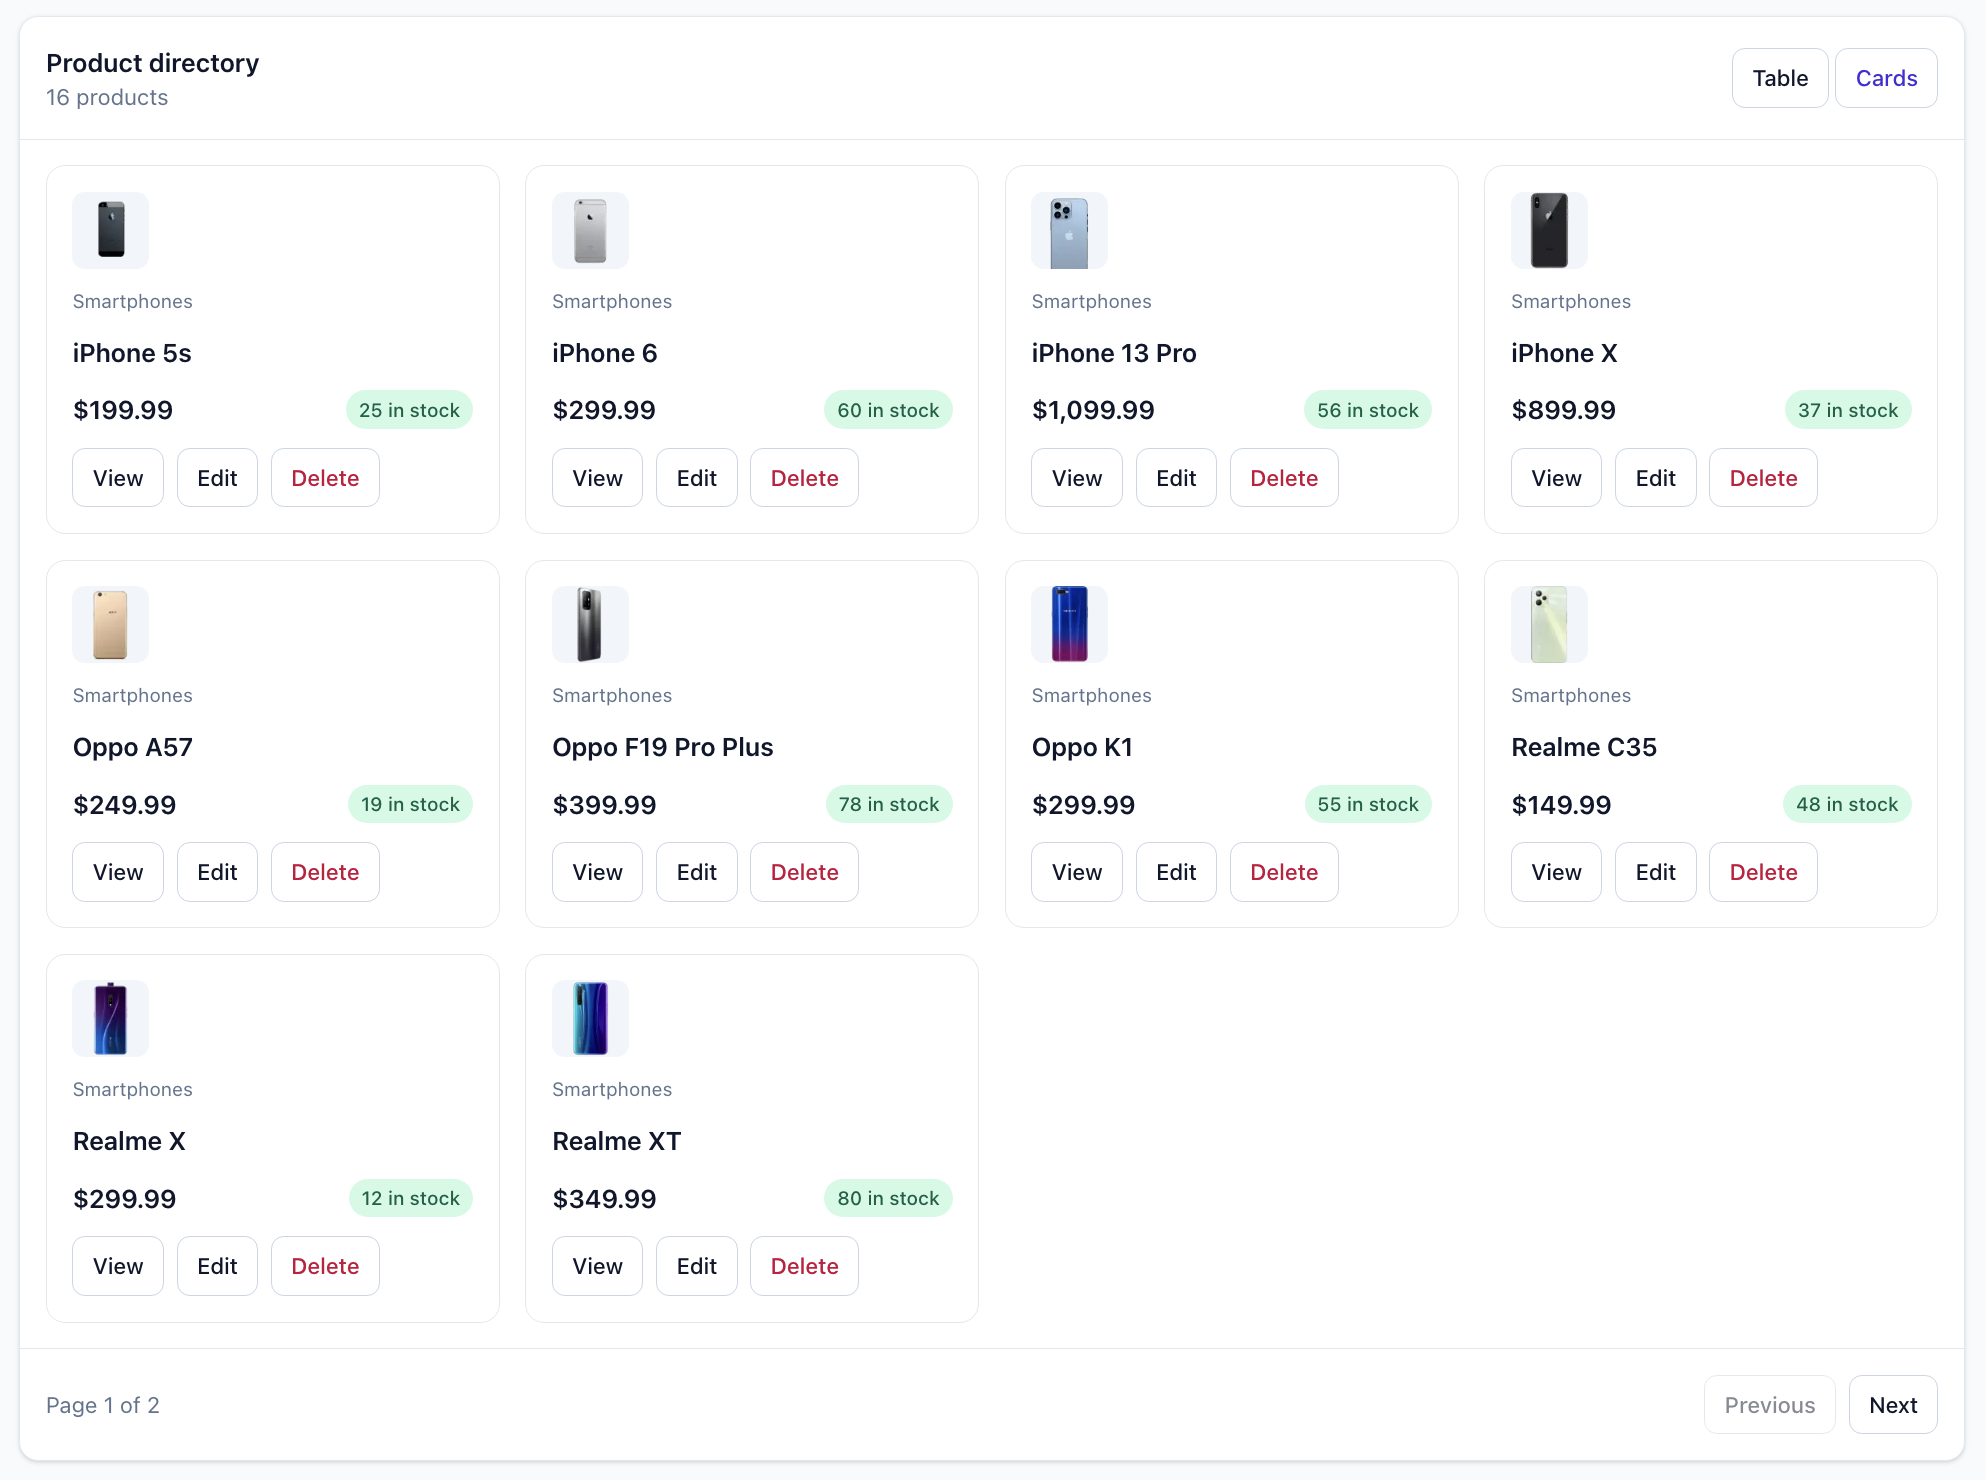 Product directory
16 products
Table Cards
Smartphones
iPhone 5s
$199.99 25 in stock
View Edit Delete
Smartphones
iPhone 6
$299.99 60 in stock
View Edit Delete
Smartphones
iPhone 13 Pro
$1,099.99 56 in stock
View Edit Delete
Smartphones
iPhone X
$899.99 37 in stock
View Edit Delete
Smartphones
Oppo A57
$249.99 19 in stock
View Edit Delete
Smartphones
Oppo F19 Pro Plus
$399.99 78 in stock
View Edit Delete
Smartphones
Oppo K1
$299.99 55 in stock
View Edit Delete
Smartphones
Realme C35
$149.99 48 in stock
View Edit Delete
Smartphones
Realme X
$299.99 12 in stock
View Edit Delete
Smartphones
Realme XT
$349.99 80 in stock
View Edit Delete
Page 1 of 2
Previous Next